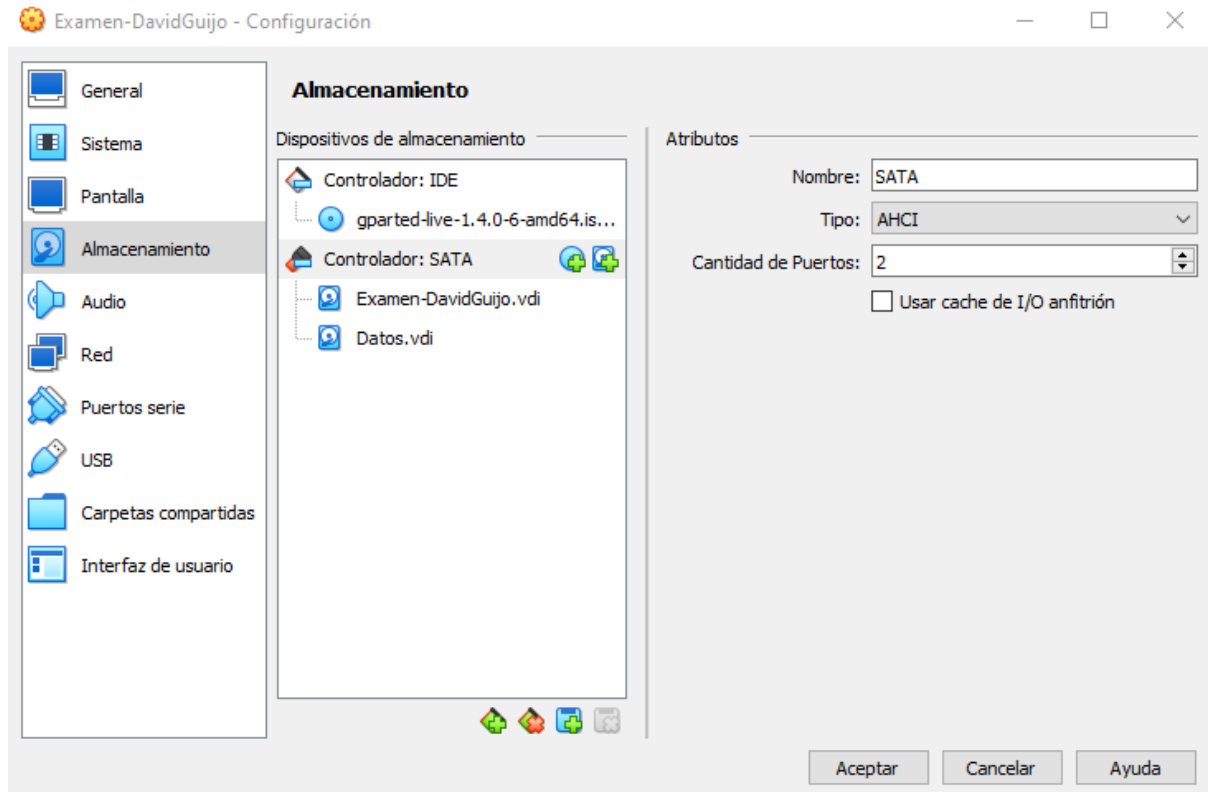 Examen-DavidGuijo - Configuración
General
Sistema
Pantalla
Almacenamiento
Audio
Red
Puertos serie
USB
Carpetas compartidas
Interfaz de usuario
Almacenamiento
Dispositivos de almacenamiento
Controlador: IDE
gparted-live-1.4.0-6-amd64.is...
Controlador: SATA
Examen-DavidGuijo.vdi
Datos.vdi
Atributos
Nombre: SATA
Tipo: AHCI
Cantidad de Puertos: 2
Usar cache de I/O anfitrión
Aceptar Cancelar Ayuda